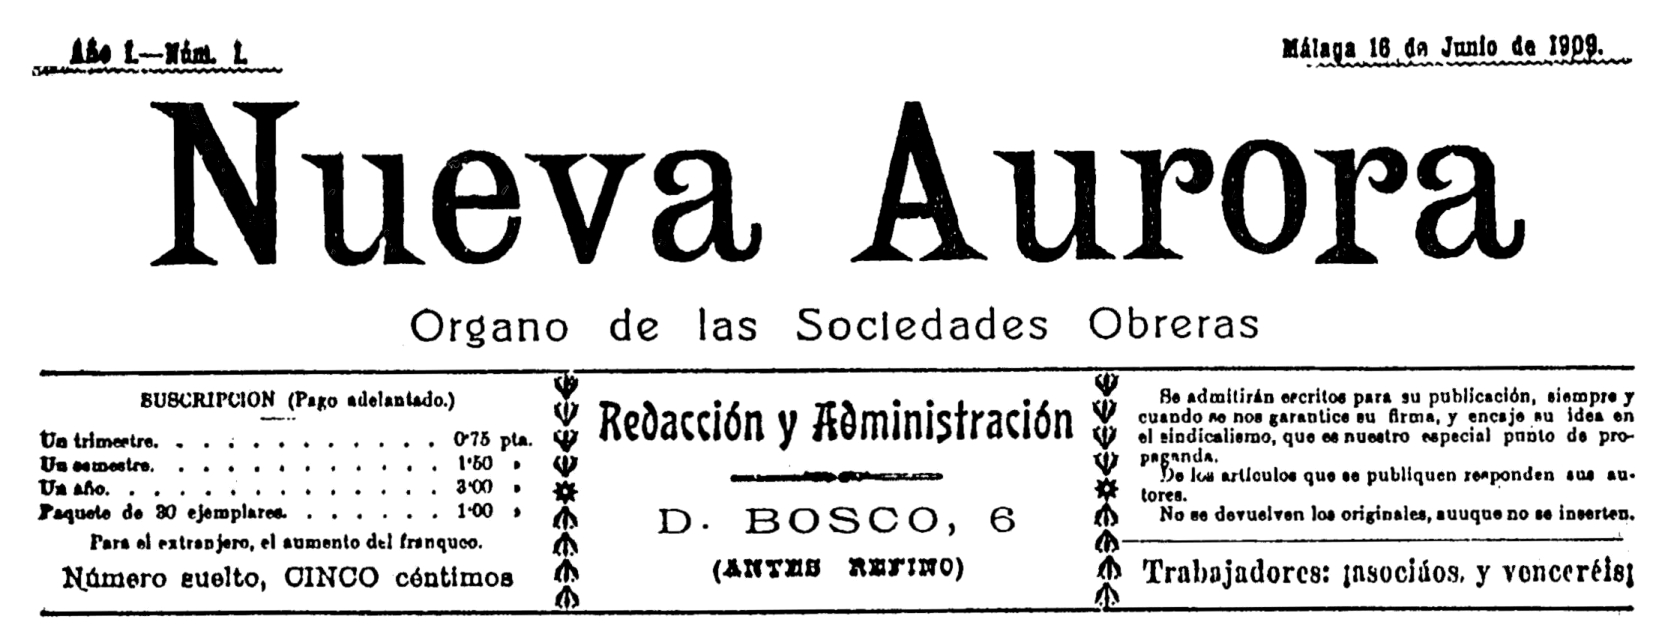 Año I.—Núm. 1.
Málaga 16 de Junio de 1909.
Nueva Aurora
Organo de las Sociedades Obreras
SUSCRIPCION (Pago adelantado.)
Un trimestre. . . . . . . . . . . . 0'75 pta.
Un semestre. . . . . . . . . . . . 1'50 »
Un año. . . . . . . . . . . . . . 3'00 »
Paquete de 30 ejemplares. . . . . . . 1'00 »
Para el extranjero, el aumento del franqueo.
Número suelto, CINCO céntimos
Redacción y Administración
D. BOSCO, 6
(ANTES REFINO)
Se admitirán escritos para su publicación, siempre y
cuando se nos garantice su firma, y encaje su idea en
el sindicalismo, que es nuestro especial punto de pro-
paganda.
De los artículos que se publiquen responden sus au-
tores.
No se devuelven los originales, auuque no se inserten.
Trabajadores: ¡asociáos, y venceréis¡